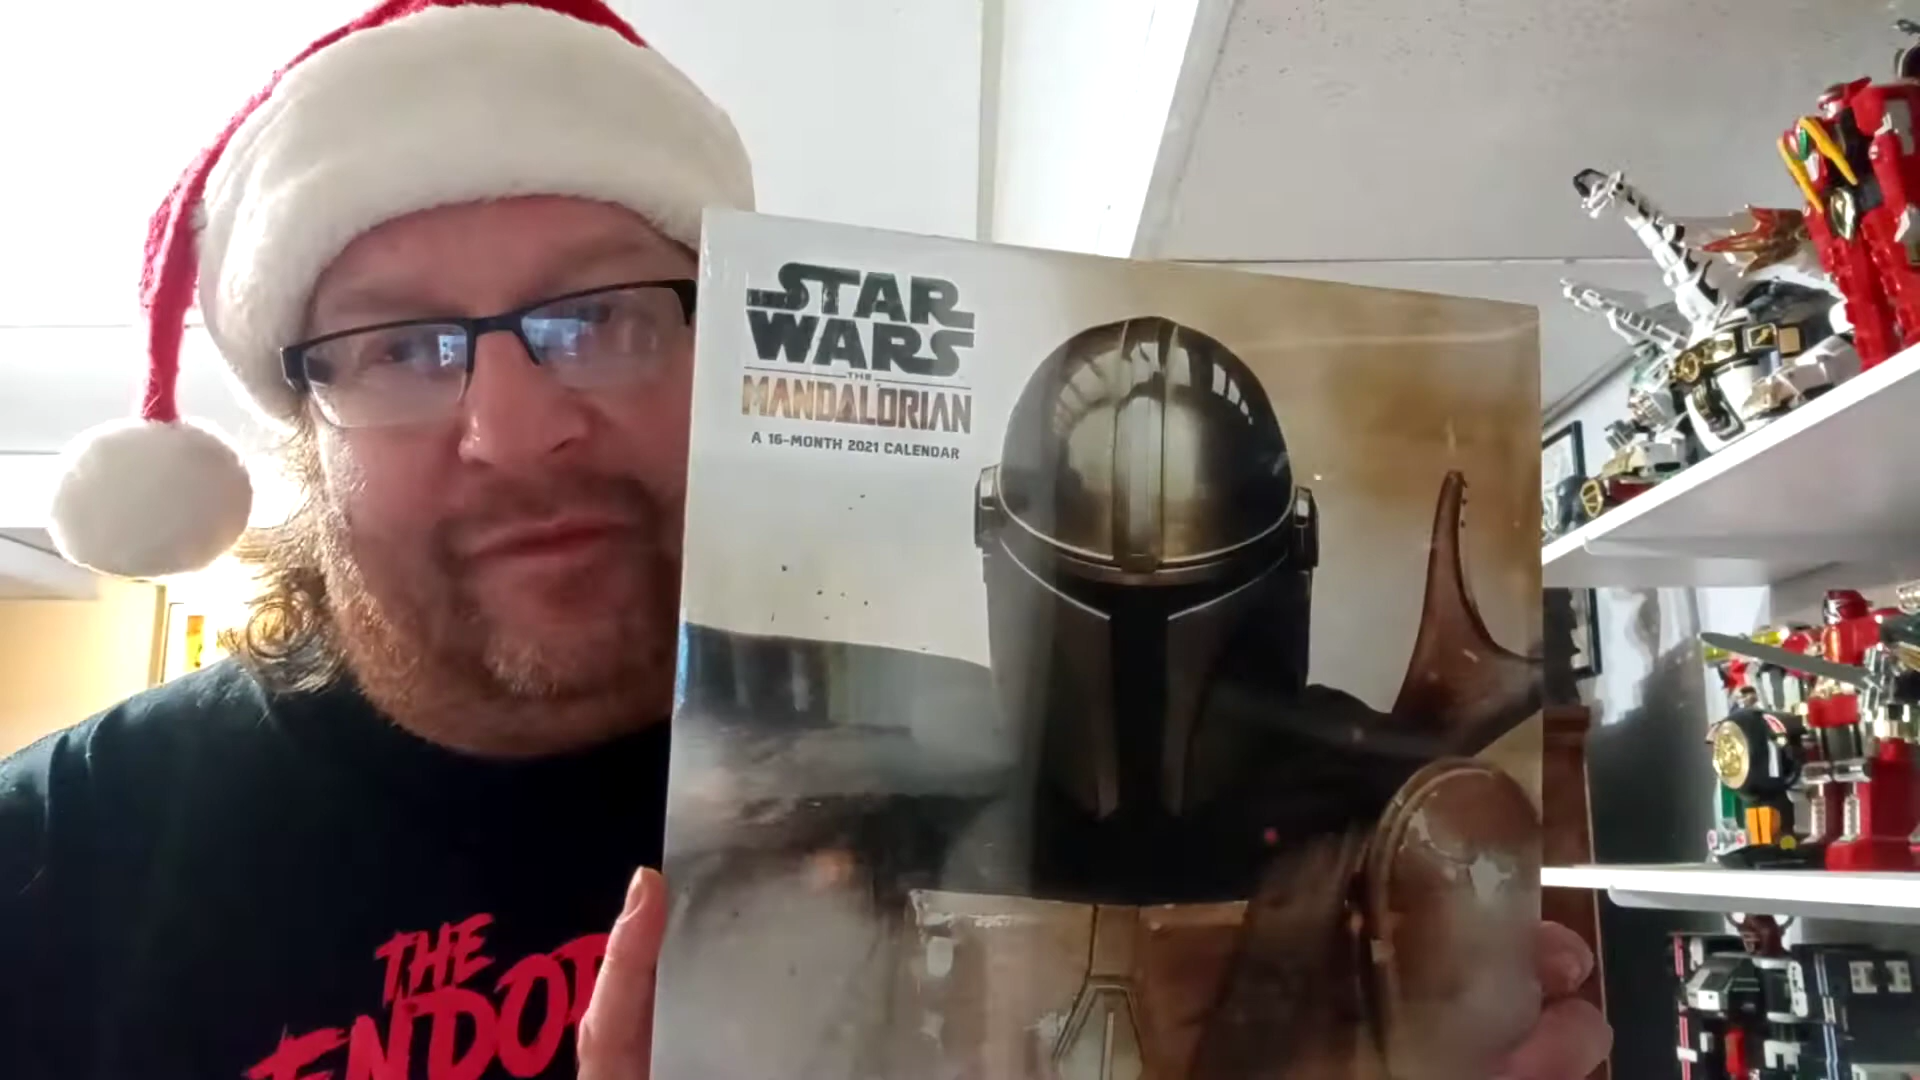 STAR
WARS
THE
MANDALORIAN
A 16-MONTH 2021 CALENDAR
THE